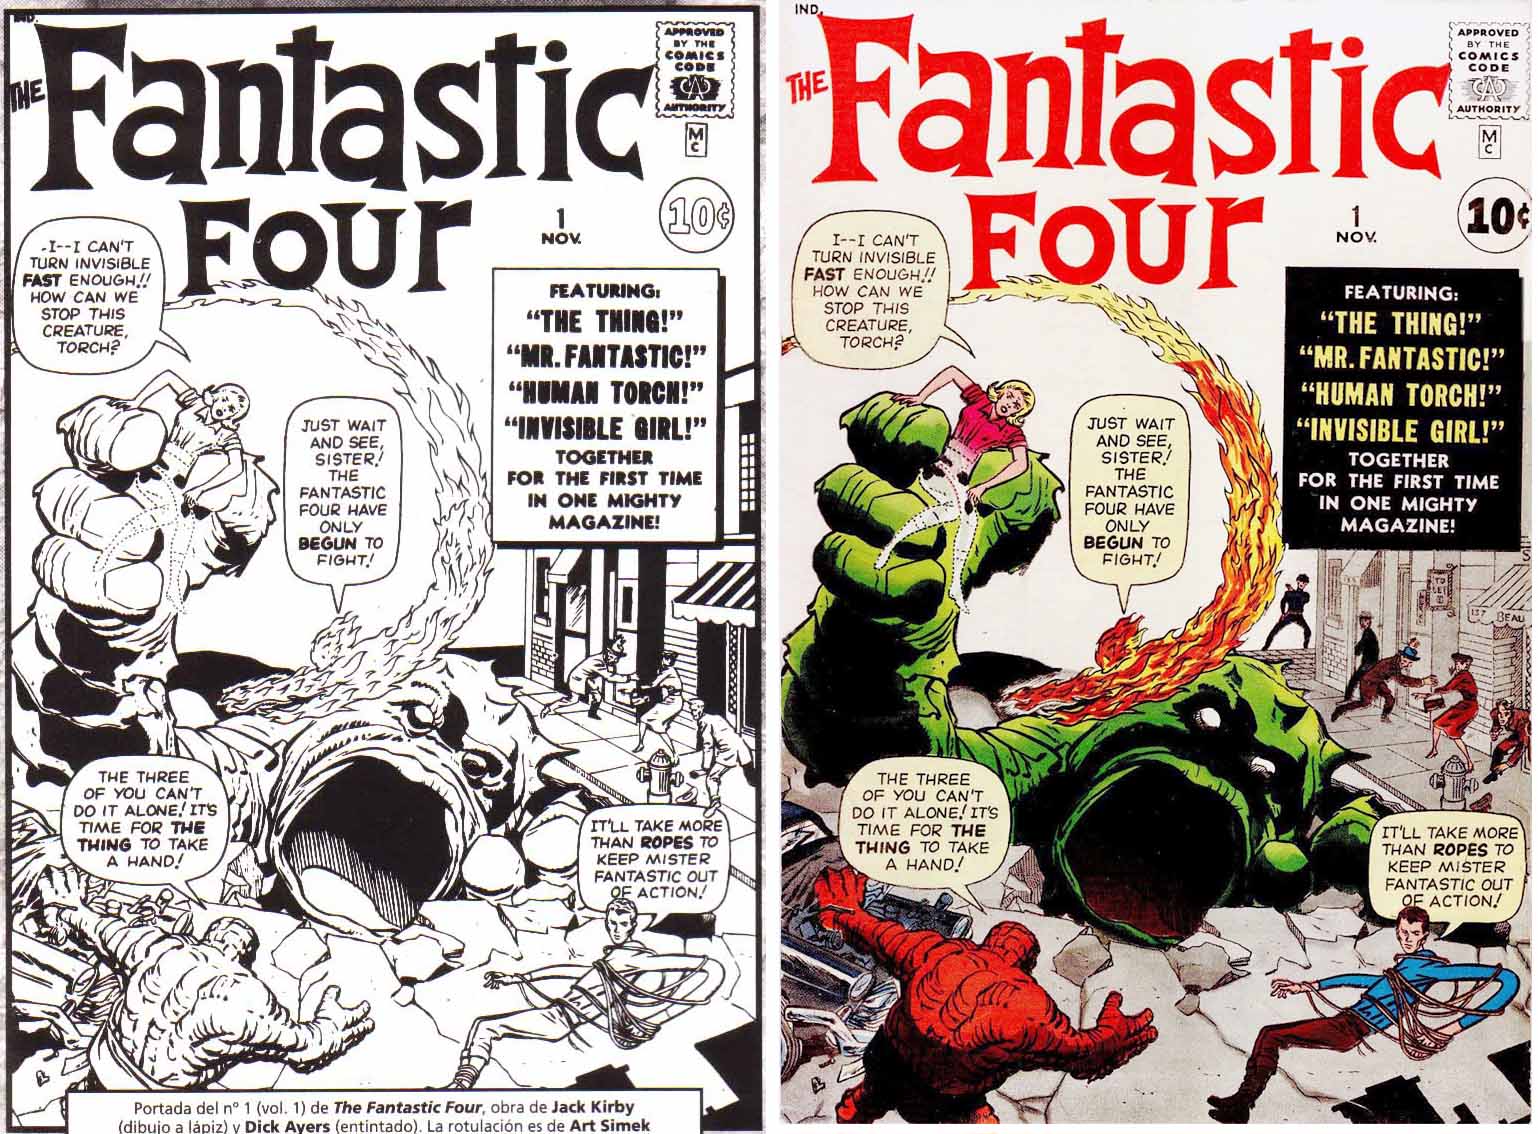 IND.
THE
Fantastic
Four
APPROVED
BY THE
COMICS
CODE
CA
AUTHORITY
M
C
1
NOV.
10¢
I--I CAN'T
TURN INVISIBLE
FAST ENOUGH!!
HOW CAN WE
STOP THIS
CREATURE,
TORCH?
FEATURING:
"THE THING!"
"MR. FANTASTIC!"
"HUMAN TORCH!"
"INVISIBLE GIRL!"
TOGETHER
FOR THE FIRST TIME
IN ONE MIGHTY
MAGAZINE!
JUST WAIT
AND SEE,
SISTER!
THE
FANTASTIC
FOUR HAVE
ONLY
BEGUN TO
FIGHT!
THE THREE
OF YOU CAN'T
DO IT ALONE! IT'S
TIME FOR THE
THING TO TAKE
A HAND!
IT'LL TAKE MORE
THAN ROPES TO
KEEP MISTER
FANTASTIC OUT
OF ACTION!
Portada del nº 1 (vol. 1) de The Fantastic Four, obra de Jack Kirby
(dibujo a lápiz) y Dick Ayers (entintado). La rotulación es de Art Simek
IND.
THE
Fantastic
Four
APPROVED
BY THE
COMICS
CODE
CA
AUTHORITY
M
C
1
NOV.
10¢
I--I CAN'T
TURN INVISIBLE
FAST ENOUGH!!
HOW CAN WE
STOP THIS
CREATURE,
TORCH?
FEATURING:
"THE THING!"
"MR. FANTASTIC!"
"HUMAN TORCH!"
"INVISIBLE GIRL!"
TOGETHER
FOR THE FIRST TIME
IN ONE MIGHTY
MAGAZINE!
JUST WAIT
AND SEE,
SISTER!
THE
FANTASTIC
FOUR HAVE
ONLY
BEGUN TO
FIGHT!
TO
LET
BEAU
THE THREE
OF YOU CAN'T
DO IT ALONE! IT'S
TIME FOR THE
THING TO TAKE
A HAND!
IT'LL TAKE MORE
THAN ROPES TO
KEEP MISTER
FANTASTIC OUT
OF ACTION!